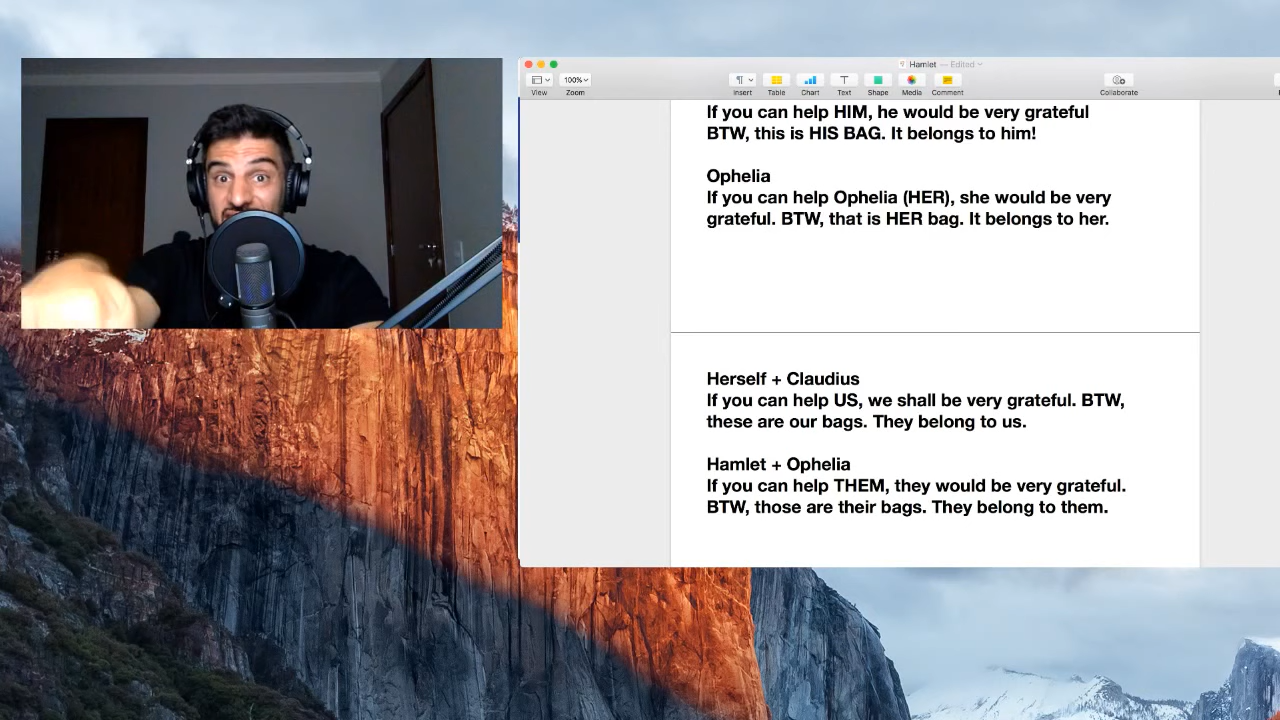 Hamlet — Edited
100%
View
Zoom
Insert
Table
Chart
Text
Shape
Media
Comment
Collaborate
If you can help HIM, he would be very grateful
BTW, this is HIS BAG. It belongs to him!
Ophelia
If you can help Ophelia (HER), she would be very
grateful. BTW, that is HER bag. It belongs to her.
Herself + Claudius
If you can help US, we shall be very grateful. BTW,
these are our bags. They belong to us.
Hamlet + Ophelia
If you can help THEM, they would be very grateful.
BTW, those are their bags. They belong to them.